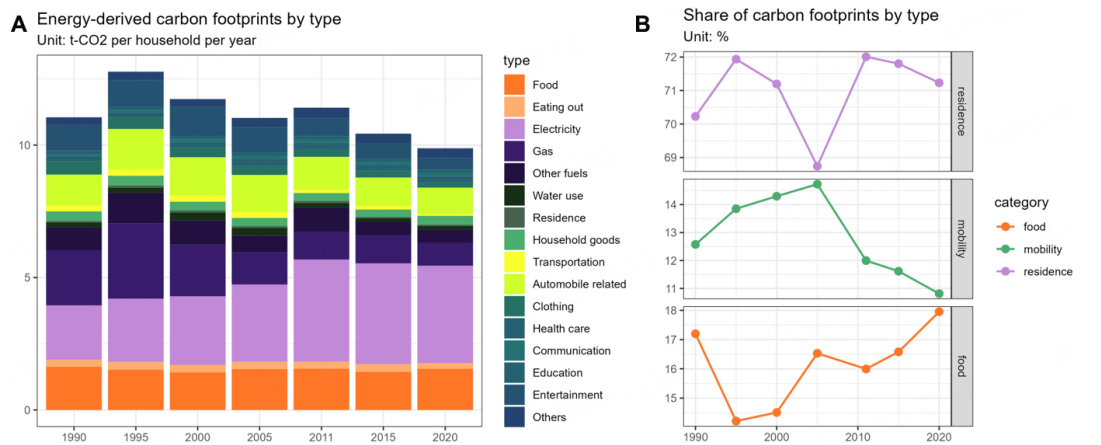 A
Energy-derived carbon footprints by type
Unit: t-CO2 per household per year
10
5
0
1990 1995 2000 2005 2011 2015 2020
type
Food
Eating out
Electricity
Gas
Other fuels
Water use
Residence
Household goods
Transportation
Automobile related
Clothing
Health care
Communication
Education
Entertainment
Others
B
Share of carbon footprints by type
Unit: %
72
71
70
69
residence
14
13
12
11
mobility
18
17
16
15
food
1990 2000 2010 2020
category
food
mobility
residence